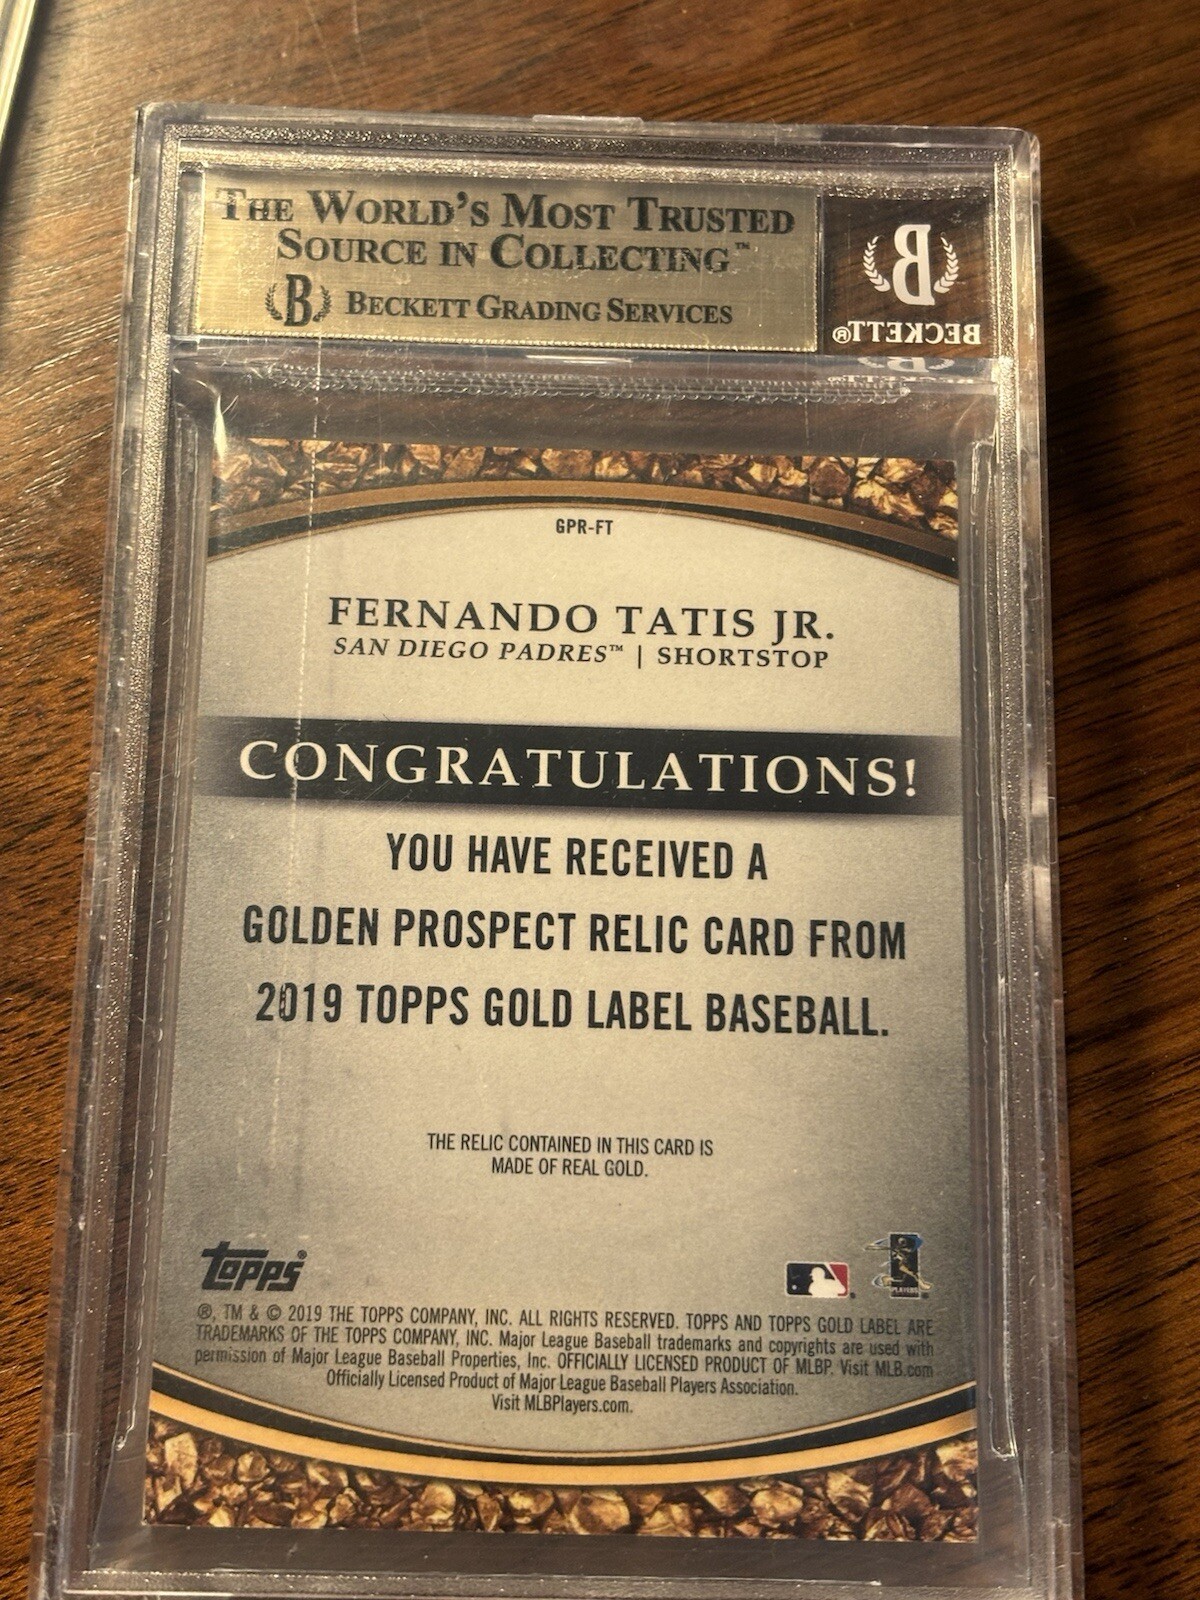 THE WORLD'S MOST TRUSTED
SOURCE IN COLLECTING™
B BECKETT GRADING SERVICES
B
BECKETT®
GPR-FT
FERNANDO TATIS JR.
SAN DIEGO PADRES™ | SHORTSTOP
CONGRATULATIONS!
YOU HAVE RECEIVED A
GOLDEN PROSPECT RELIC CARD FROM
2019 TOPPS GOLD LABEL BASEBALL.
THE RELIC CONTAINED IN THIS CARD IS
MADE OF REAL GOLD.
topps®
PLAYERS
®, TM & © 2019 THE TOPPS COMPANY, INC. ALL RIGHTS RESERVED. TOPPS AND TOPPS GOLD LABEL ARE
TRADEMARKS OF THE TOPPS COMPANY, INC. Major League Baseball trademarks and copyrights are used with
permission of Major League Baseball Properties, Inc. OFFICIALLY LICENSED PRODUCT OF MLBP. Visit MLB.com
Officially Licensed Product of Major League Baseball Players Association.
Visit MLBPlayers.com.